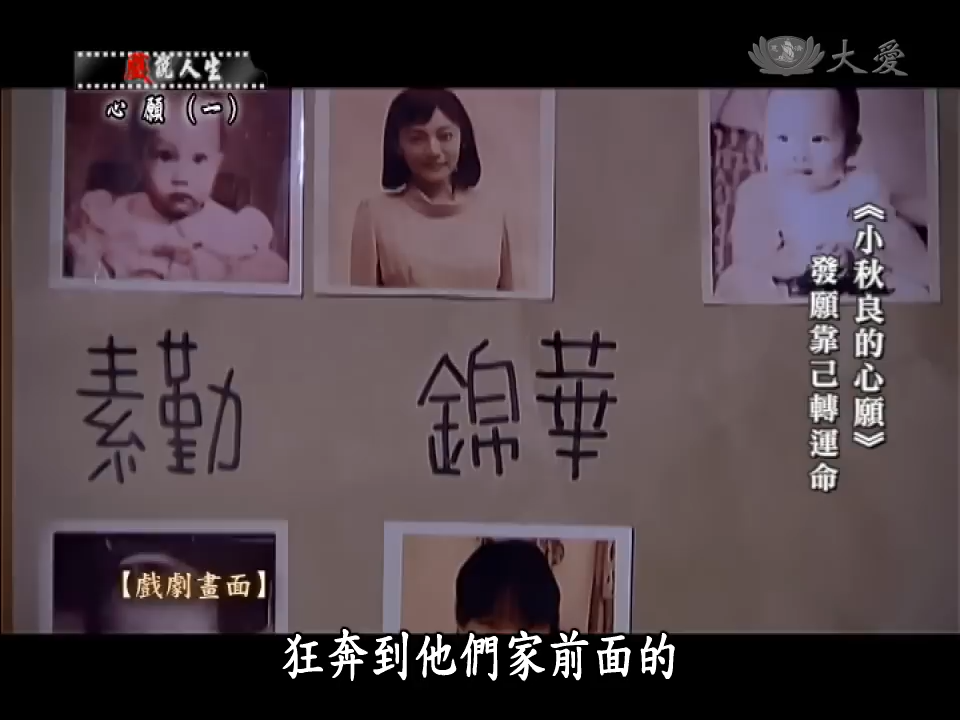 戲說人生
心願（一）
大愛
《小秋良的心願》
發願靠己轉運命
素勤
錦華
【戲劇畫面】
狂奔到他們家前面的